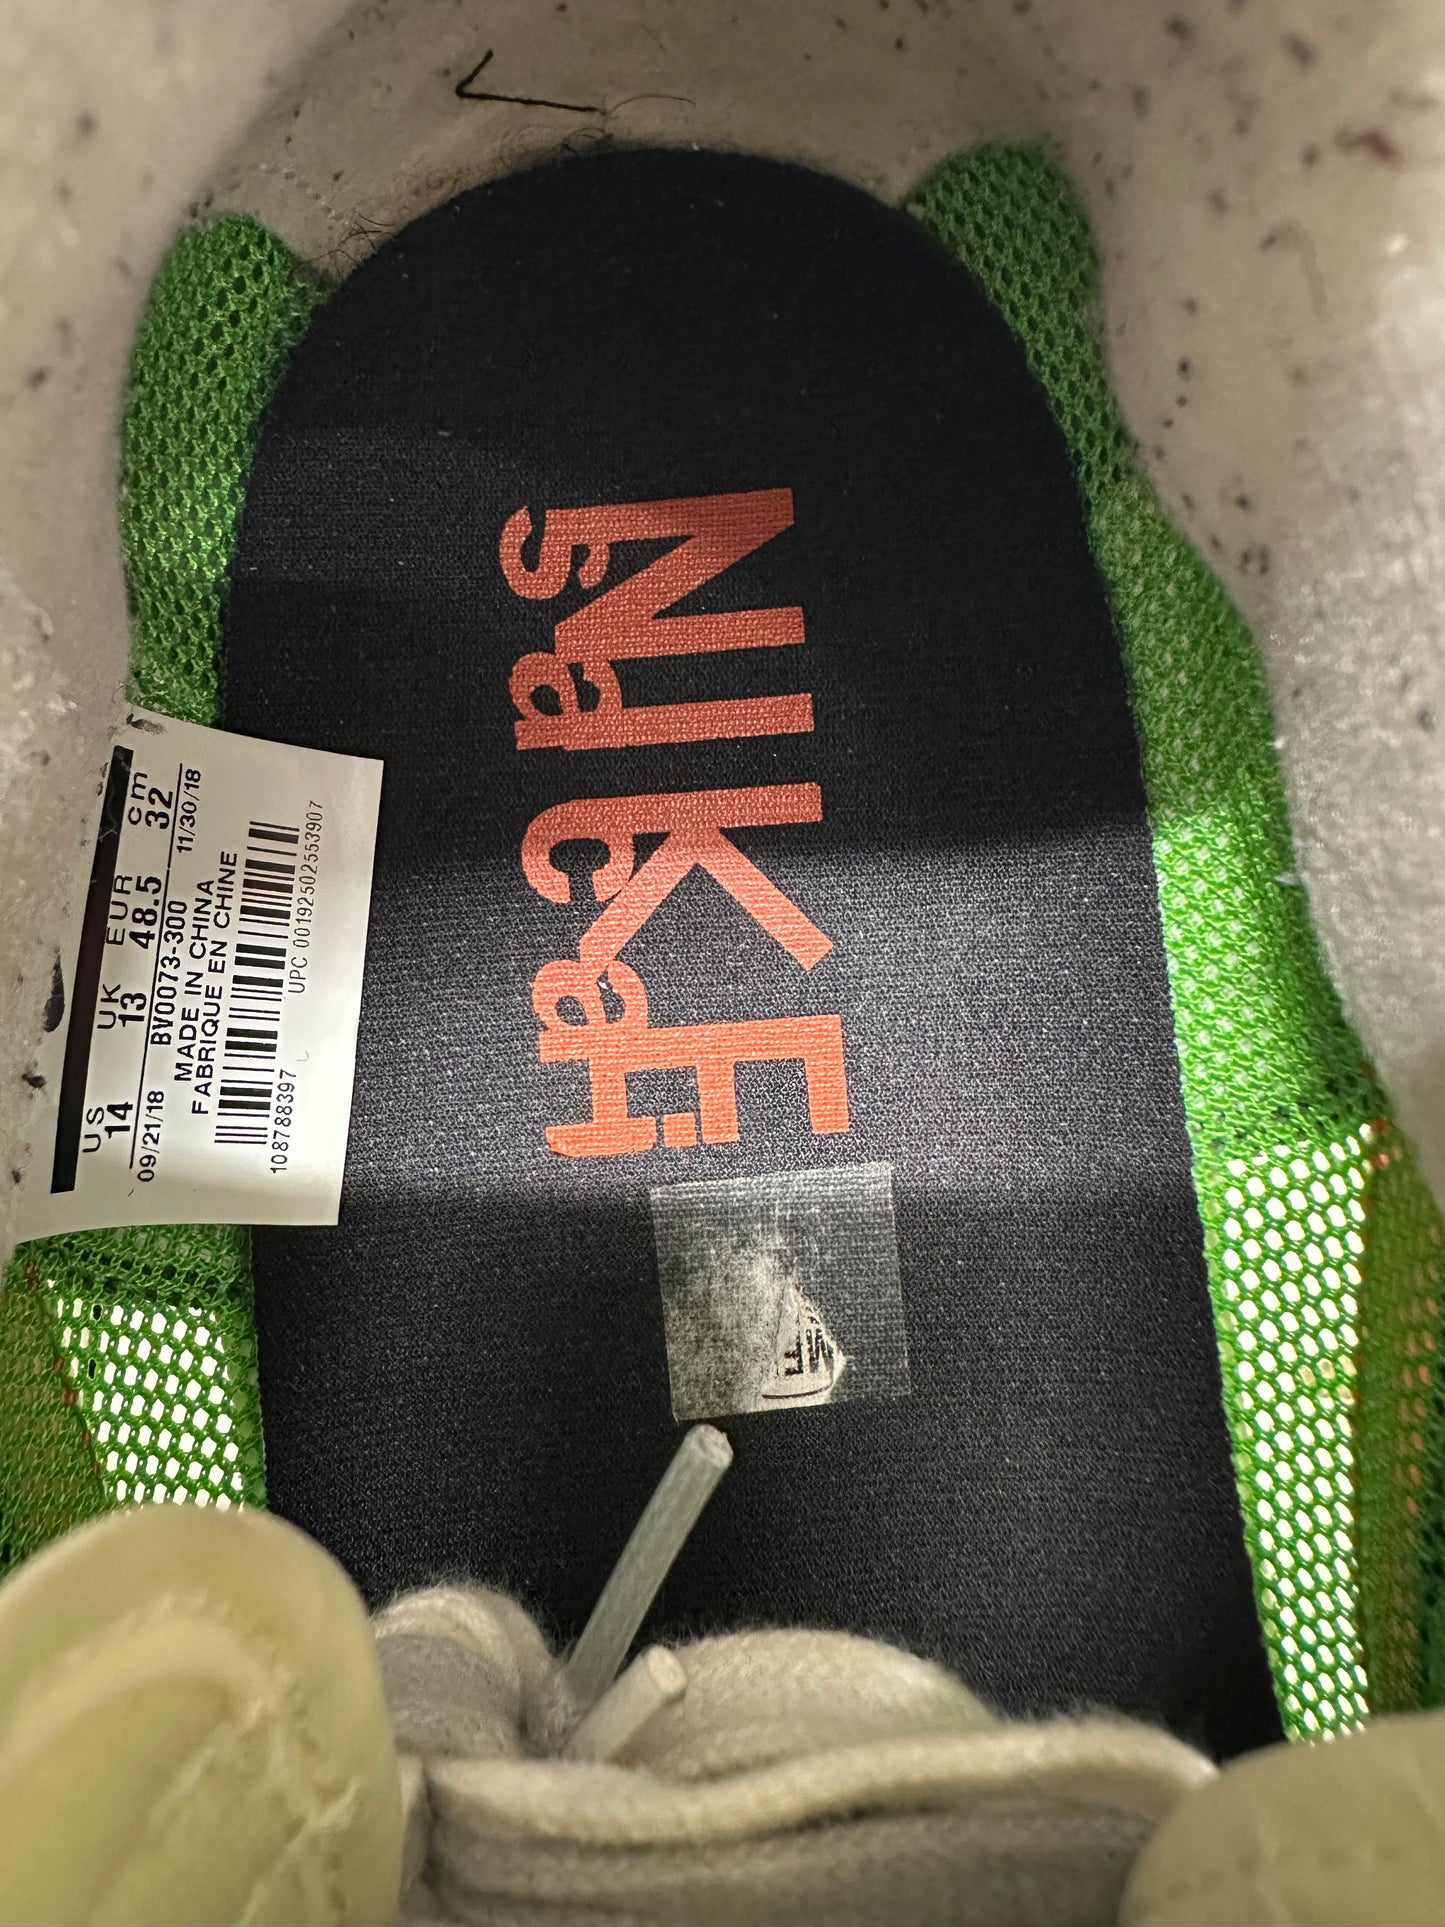 NIKE
sacai
US UK EUR cm
14 13 48.5 32
09/21/18 BV0073-300 11/30/18
MADE IN CHINA
FABRIQUE EN CHINE
108788397 UPC 00192502553907